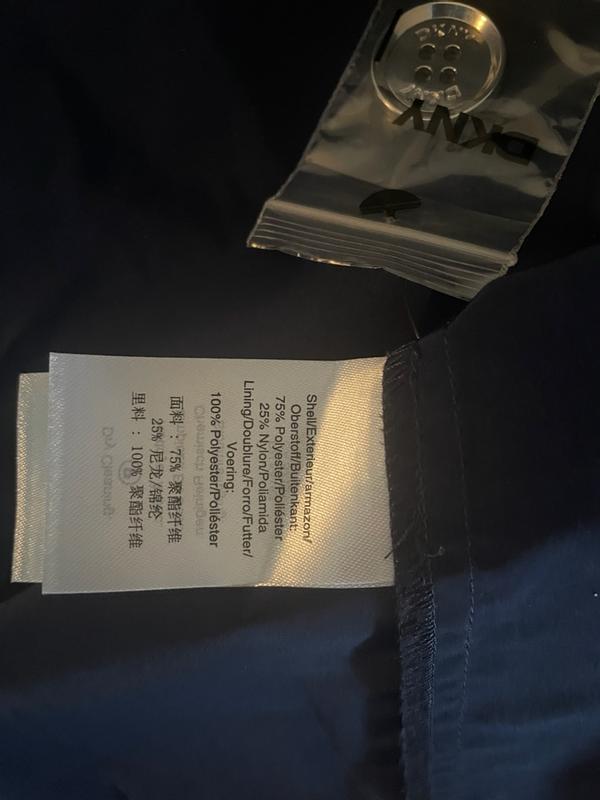 DKNY
DKNY
DKNY
Shell/Extérieur/armazon/
Oberstoff/Buitenkant:
75% Polyester/Poliéster
25% Nylon/Poliamida
Lining/Doublure/Forro/Futter/
Voering:
100% Polyester/Poliéster
面料 : 75% 聚酯纤维
25% 尼龙/锦纶
里料 : 100% 聚酯纤维